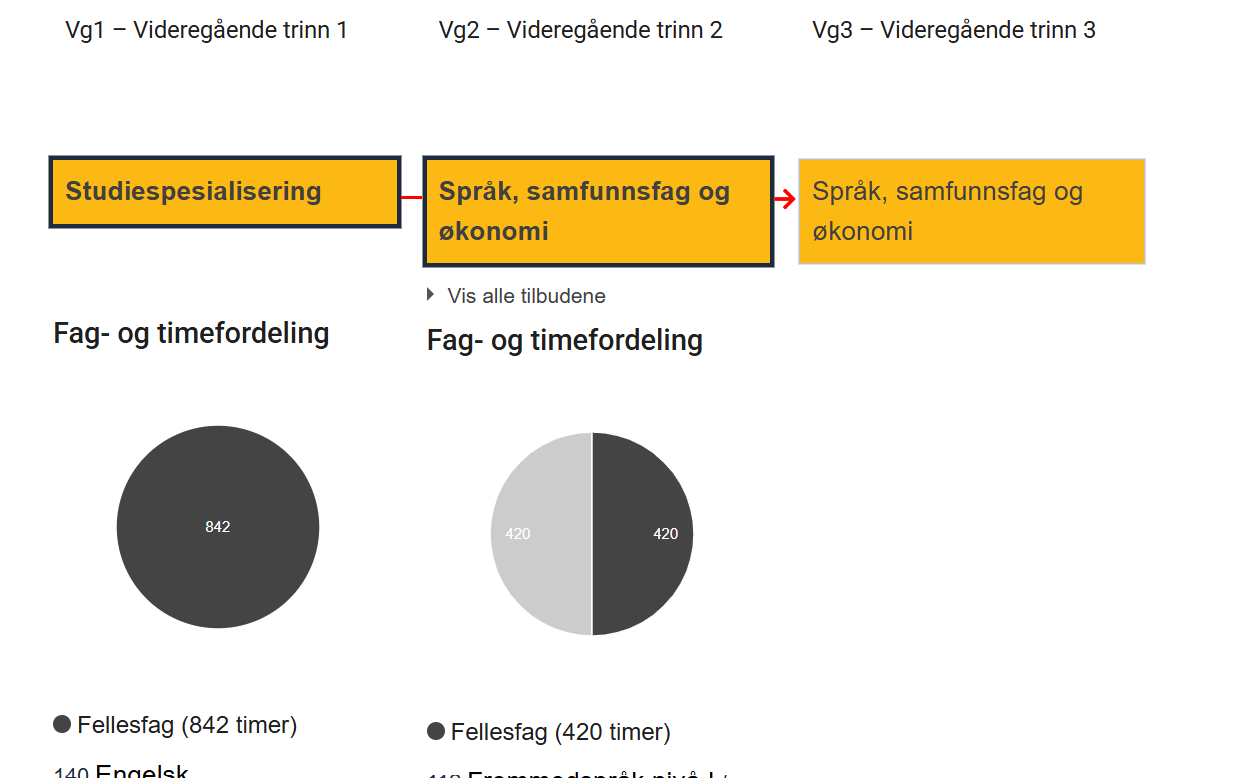 Vg1 – Videregående trinn 1
Vg2 – Videregående trinn 2
Vg3 – Videregående trinn 3
Studiespesialisering
Språk, samfunnsfag og
økonomi
Språk, samfunnsfag og
økonomi
Vis alle tilbudene
Fag- og timefordeling
Fag- og timefordeling
842
420
420
Fellesfag (842 timer)
Fellesfag (420 timer)
140 Engelsk
Fremmedspråk nivå I /